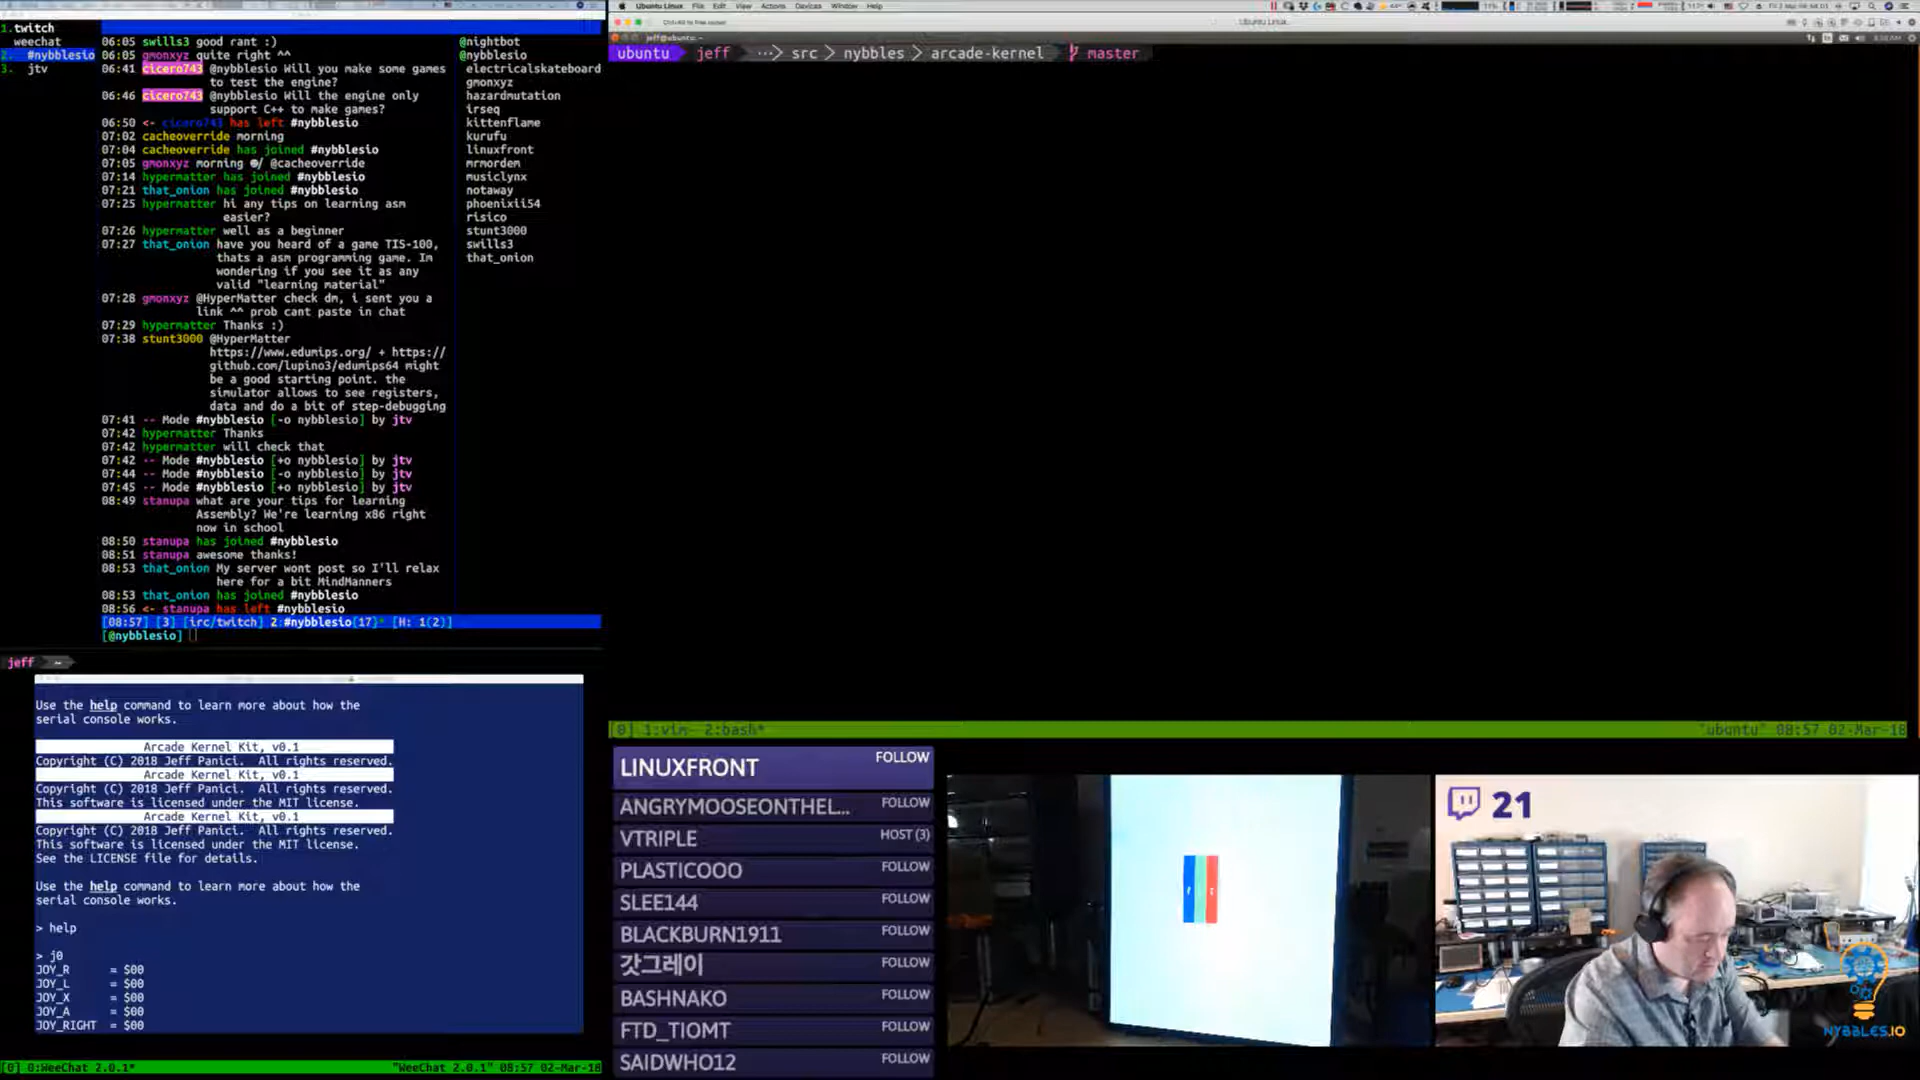 1.twitch
weechat
2. #nybblesio
3. jtv
06:05 swills3 good rant :)
06:05 gmonxyz quite right ^^
06:41 cicero743 @nybblesio Will you make some games
to test the engine?
06:46 cicero743 @nybblesio Will the engine only
support C++ to make games?
06:50 <- cicero743 has left #nybblesio
07:02 cacheoverride morning
07:04 cacheoverride has joined #nybblesio
07:05 gmonxyz morning ☻/ @cacheoverride
07:14 hypermatter has joined #nybblesio
07:21 that_onion has joined #nybblesio
07:25 hypermatter hi any tips on learning asm
easier?
07:26 hypermatter well as a beginner
07:27 that_onion have you heard of a game TIS-100,
thats a asm programming game. Im
wondering if you see it as any
valid "learning material"
07:28 gmonxyz @HyperMatter check dm, i sent you a
link ^^ prob cant paste in chat
07:29 hypermatter Thanks :)
07:38 stunt3000 @HyperMatter
https://www.edumips.org/ + https://
github.com/lupino3/edumips64 might
be a good starting point. the
simulator allows to see registers,
data and do a bit of step-debugging
07:41 -- Mode #nybblesio [-o nybblesio] by jtv
07:42 hypermatter Thanks
07:42 hypermatter will check that
07:42 -- Mode #nybblesio [+o nybblesio] by jtv
07:44 -- Mode #nybblesio [-o nybblesio] by jtv
07:45 -- Mode #nybblesio [+o nybblesio] by jtv
08:49 stanupa what are your tips for learning
Assembly? We're learning x86 right
now in school
08:50 stanupa has joined #nybblesio
08:51 stanupa awesome thanks!
08:53 that_onion My server wont post so I'll relax
here for a bit MindManners
08:53 that_onion has joined #nybblesio
08:56 <- stanupa has left #nybblesio
[08:57] [3] [irc/twitch] 2:#nybblesio(17)* [H: 1(2)]
[@nybblesio]
@nightbot
@nybblesio
electricalskateboard
gmonxyz
hazardmutation
irseq
kittenflame
kurufu
linuxfront
mrmordem
musiclynx
notaway
phoenixii54
risico
stunt3000
swills3
that_onion
jeff ~
Use the help command to learn more about how the
serial console works.
Arcade Kernel Kit, v0.1
Copyright (C) 2018 Jeff Panici. All rights reserved.
Arcade Kernel Kit, v0.1
Copyright (C) 2018 Jeff Panici. All rights reserved.
This software is licensed under the MIT license.
Arcade Kernel Kit, v0.1
Copyright (C) 2018 Jeff Panici. All rights reserved.
This software is licensed under the MIT license.
See the LICENSE file for details.
Use the help command to learn more about how the
serial console works.
> help
> j0
JOY_R = $00
JOY_L = $00
JOY_X = $00
JOY_A = $00
JOY_RIGHT = $00
[0] 0:WeeChat 2.0.1* "WeeChat 2.0.1" 08:57 02-Mar-18
Ubuntu Linux File Edit View Actions Devices Window Help
Ubuntu Linux
jeff@ubuntu: ~
ubuntu jeff ··· src nybbles arcade-kernel master
[0] 1:vim- 2:bash* "ubuntu" 08:57 02-Mar-18
LINUXFRONT FOLLOW
ANGRYMOOSEONTHEL... FOLLOW
VTRIPLE HOST (3)
PLASTICOOO FOLLOW
SLEE144 FOLLOW
BLACKBURN1911 FOLLOW
갓그레이 FOLLOW
BASHNAKO FOLLOW
FTD_TIOMT FOLLOW
SAIDWHO12 FOLLOW
21
NYBBLES.IO